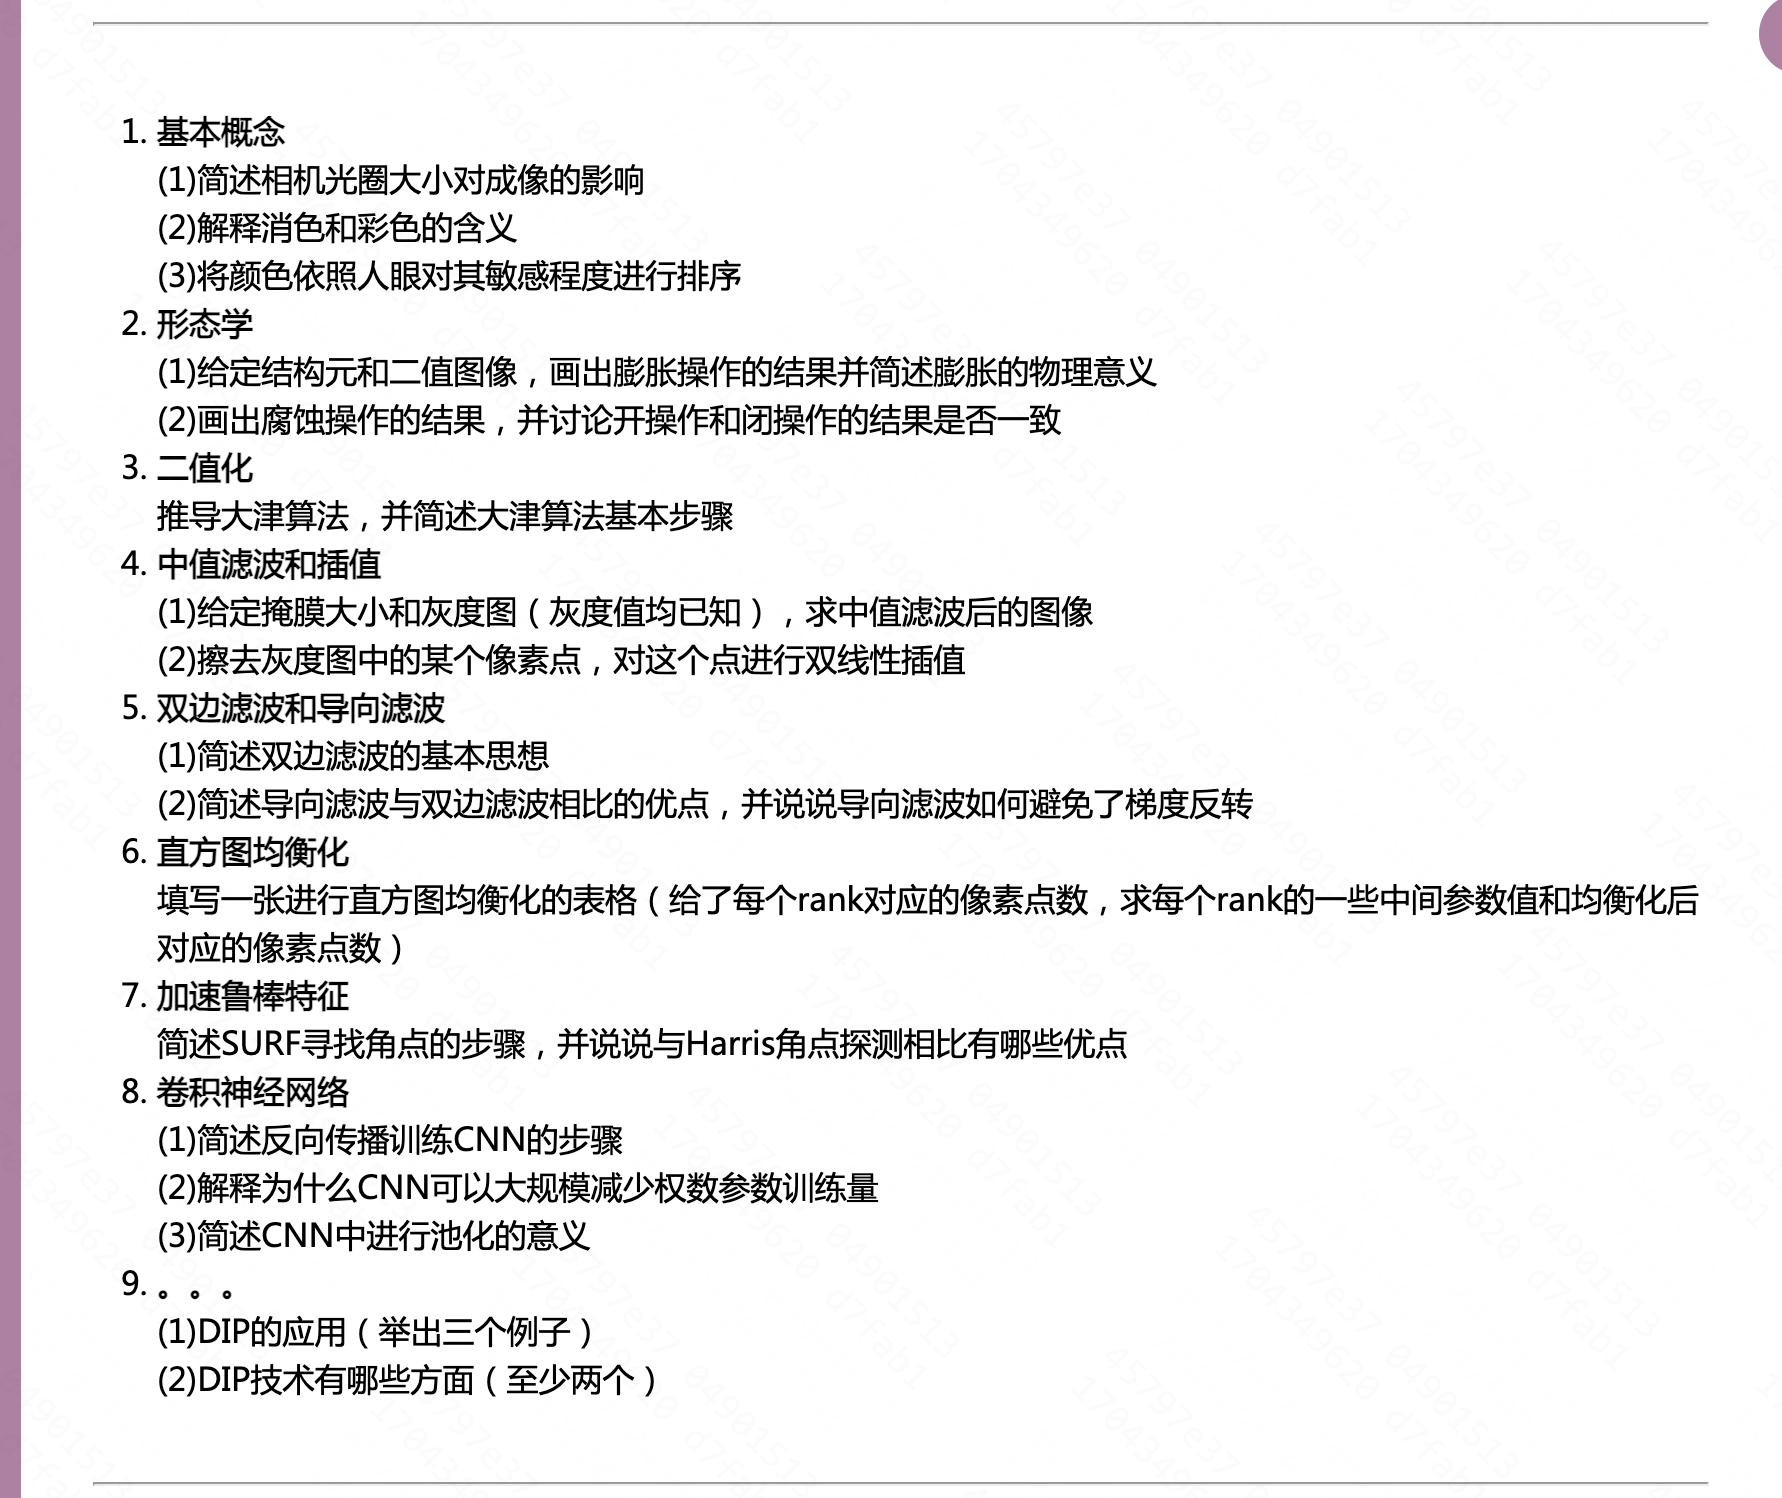 1. 基本概念
(1)简述相机光圈大小对成像的影响
(2)解释消色和彩色的含义
(3)将颜色依照人眼对其敏感程度进行排序
2. 形态学
(1)给定结构元和二值图像，画出膨胀操作的结果并简述膨胀的物理意义
(2)画出腐蚀操作的结果，并讨论开操作和闭操作的结果是否一致
3. 二值化
推导大津算法，并简述大津算法基本步骤
4. 中值滤波和插值
(1)给定掩膜大小和灰度图（灰度值均已知），求中值滤波后的图像
(2)擦去灰度图中的某个像素点，对这个点进行双线性插值
5. 双边滤波和导向滤波
(1)简述双边滤波的基本思想
(2)简述导向滤波与双边滤波相比的优点，并说说导向滤波如何避免了梯度反转
6. 直方图均衡化
填写一张进行直方图均衡化的表格（给了每个rank对应的像素点数，求每个rank的一些中间参数值和均衡化后
对应的像素点数）
7. 加速鲁棒特征
简述SURF寻找角点的步骤，并说说与Harris角点探测相比有哪些优点
8. 卷积神经网络
(1)简述反向传播训练CNN的步骤
(2)解释为什么CNN可以大规模减少权数参数训练量
(3)简述CNN中进行池化的意义
9. 。。。
(1)DIP的应用（举出三个例子）
(2)DIP技术有哪些方面（至少两个）